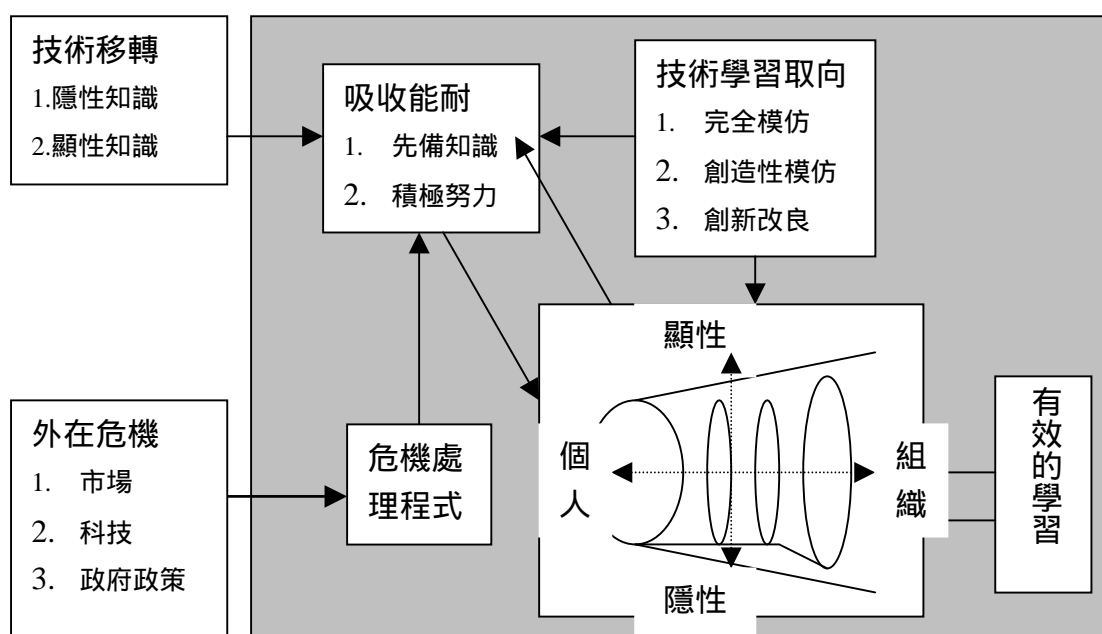 技術移轉
1.隱性知識
2.顯性知識
吸收能耐
1. 先備知識
2. 積極努力
技術學習取向
1. 完全模仿
2. 創造性模仿
3. 創新改良
外在危機
1. 市場
2. 科技
3. 政府政策
危機處
理程式
顯性
個
人
組
織
隱性
有效的學習